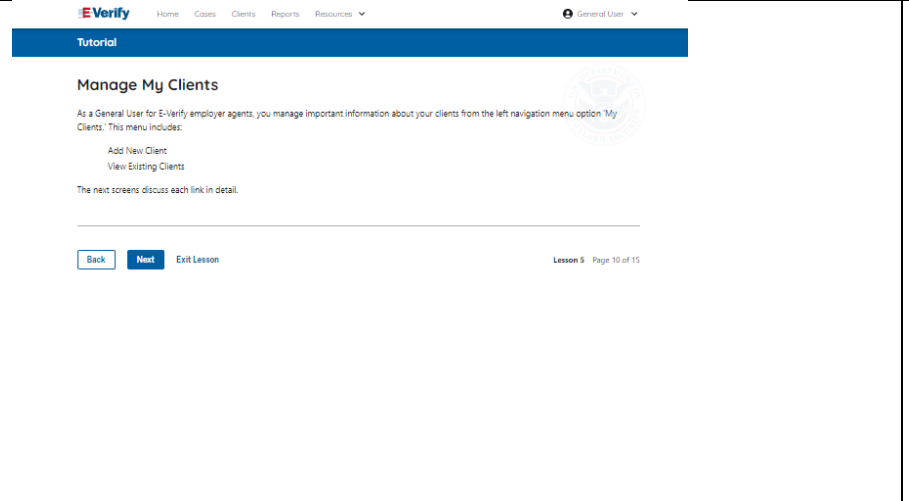 E-Verify Home Cases Clients Reports Resources General User
Tutorial
Manage My Clients
As a General User for E-Verify employer agents, you manage important information about your clients from the left navigation menu option 'My
Clients.' This menu includes:
Add New Client
View Existing Clients
The next screens discuss each link in detail.
Back Next Exit Lesson Lesson 5 Page 10 of 15